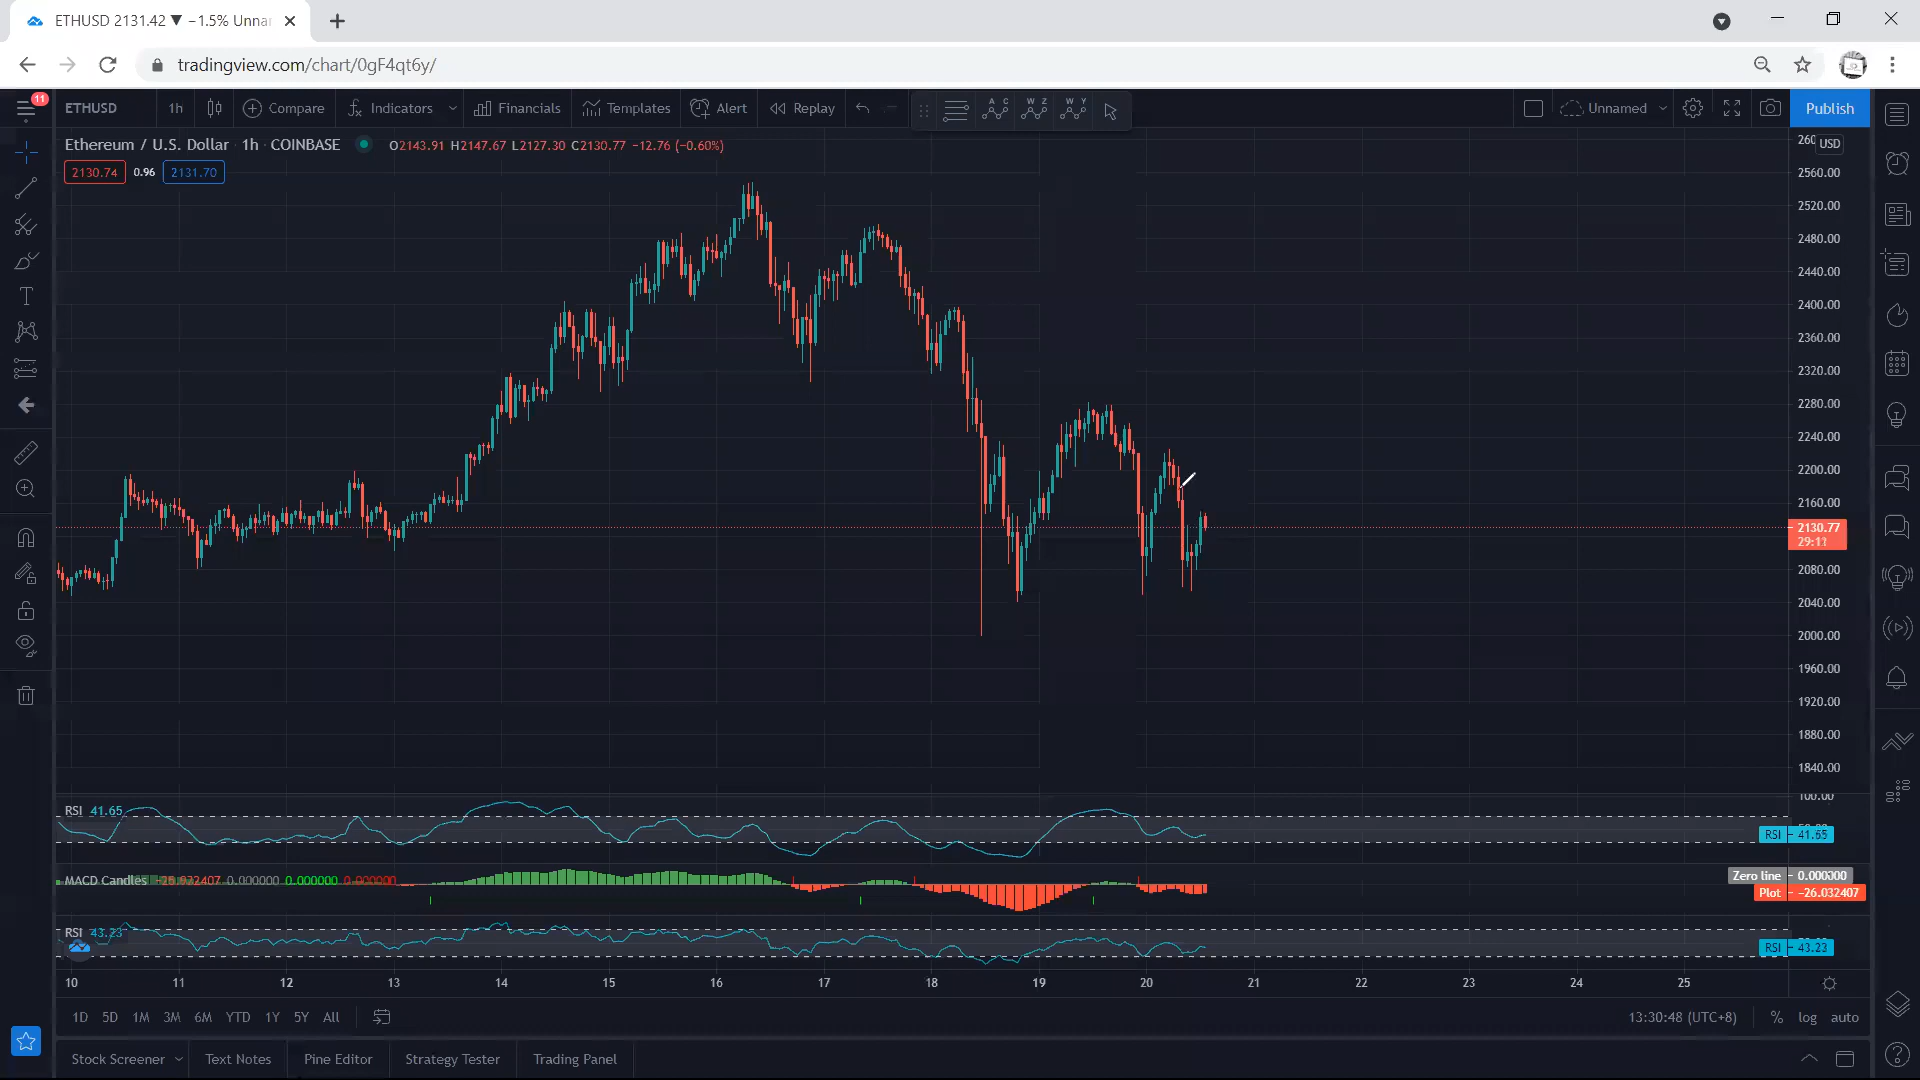 ETHUSD 2131.42 ▼ −1.5% Unna
tradingview.com/chart/0gF4qt6y/
11
ETHUSD 1h Compare Indicators Financials Templates Alert Replay A C W Z W Y Unnamed Publish
Ethereum / U.S. Dollar · 1h · COINBASE O2143.91 H2147.67 L2127.30 C2130.77 −12.76 (−0.60%)
2130.74 0.96 2131.70
USD
2560.00
2520.00
2480.00
2440.00
2400.00
2360.00
2320.00
2280.00
2240.00
2200.00
2160.00
2130.77
29:11
2080.00
2040.00
2000.00
1960.00
1920.00
1880.00
1840.00
100.00
RSI 41.65
RSI 41.65
MACD Candles −26.032407 0.000000 0.000000 0.000000
Zero line 0.000000
Plot −26.032407
RSI 43.23
RSI 43.23
10 11 12 13 14 15 16 17 18 19 20 21 22 23 24 25
1D 5D 1M 3M 6M YTD 1Y 5Y All 13:30:48 (UTC+8) % log auto
Stock Screener Text Notes Pine Editor Strategy Tester Trading Panel